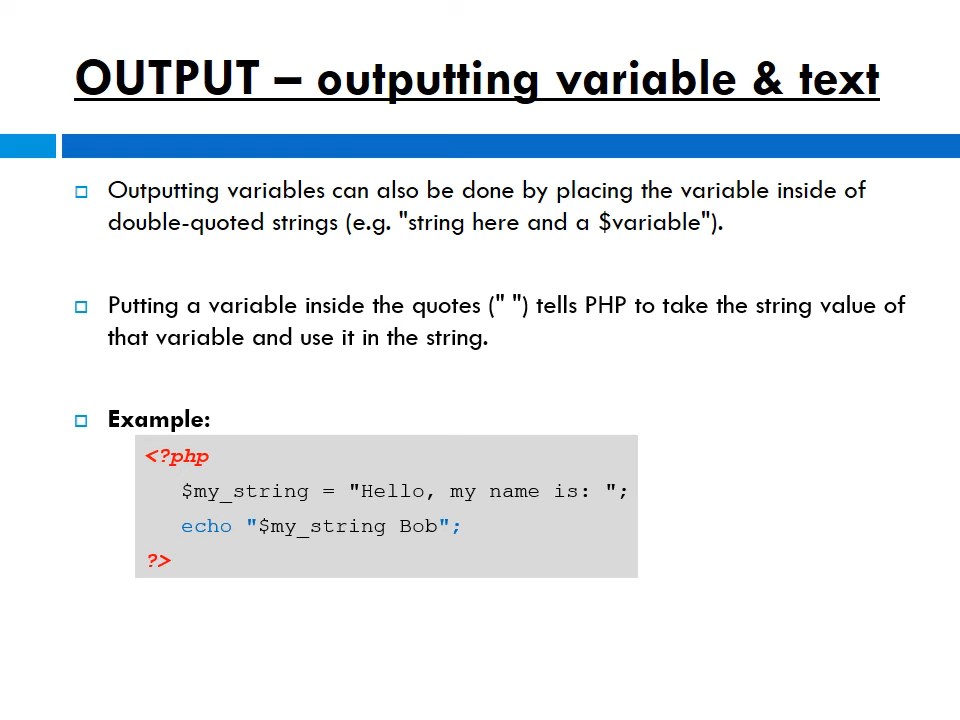 OUTPUT – outputting variable & text
Outputting variables can also be done by placing the variable inside of
double-quoted strings (e.g. "string here and a $variable").
Putting a variable inside the quotes (" ") tells PHP to take the string value of
that variable and use it in the string.
Example:
<?php
$my_string = "Hello, my name is: ";
echo "$my_string Bob";
?>